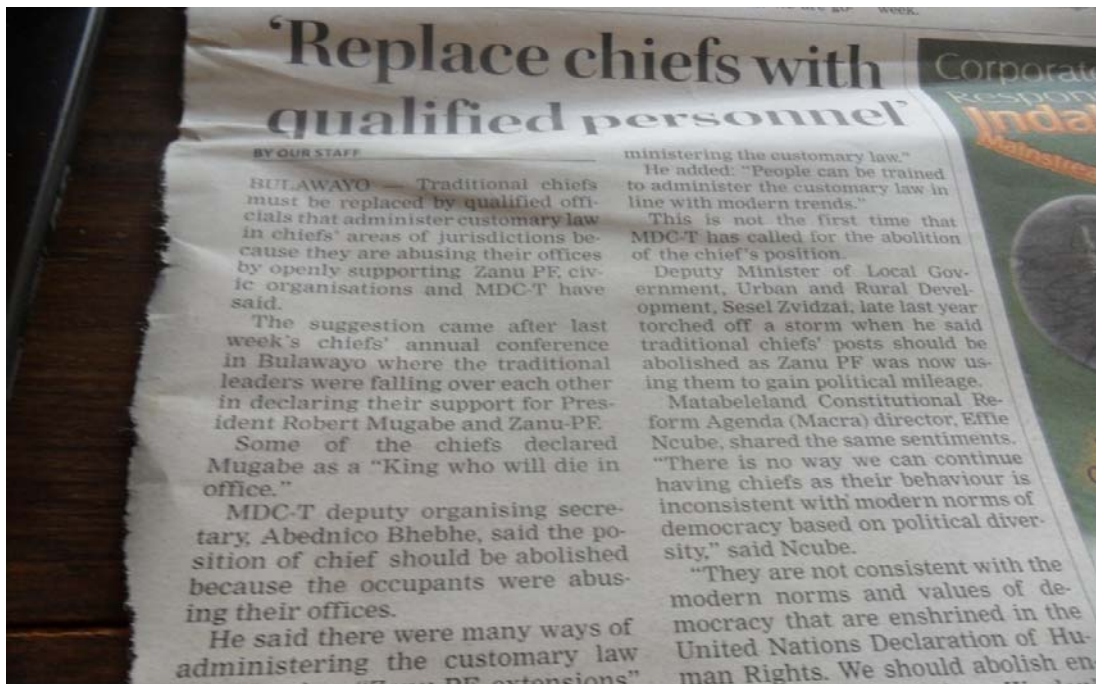 week.
'Replace chiefs with
qualified personnel'
BY OUR STAFF
BULAWAYO — Traditional chiefs
must be replaced by qualified offi-
cials that administer customary law
in chiefs' areas of jurisdictions be-
cause they are abusing their offices
by openly supporting Zanu PF, civ-
ic organisations and MDC-T have
said.
The suggestion came after last
week's chiefs' annual conference
in Bulawayo where the traditional
leaders were falling over each other
in declaring their support for Pres-
ident Robert Mugabe and Zanu-PF.
Some of the chiefs declared
Mugabe as a "King who will die in
office."
MDC-T deputy organising secre-
tary, Abednico Bhebhe, said the po-
sition of chief should be abolished
because the occupants were abus-
ing their offices.
He said there were many ways of
administering the customary law
"Zanu PF extensions"
ministering the customary law."
He added: "People can be trained
to administer the customary law in
line with modern trends."
This is not the first time that
MDC-T has called for the abolition
of the chief's position.
Deputy Minister of Local Gov-
ernment, Urban and Rural Devel-
opment, Sesel Zvidzai, late last year
torched off a storm when he said
traditional chiefs' posts should be
abolished as Zanu PF was now us-
ing them to gain political mileage.
Matabeleland Constitutional Re-
form Agenda (Macra) director, Effie
Ncube, shared the same sentiments.
"There is no way we can continue
having chiefs as their behaviour is
inconsistent with modern norms of
democracy based on political diver-
sity," said Ncube.
"They are not consistent with the
modern norms and values of de-
mocracy that are enshrined in the
United Nations Declaration of Hu-
man Rights. We should abolish en-
Corporate
Respon
Indab
Mainstre